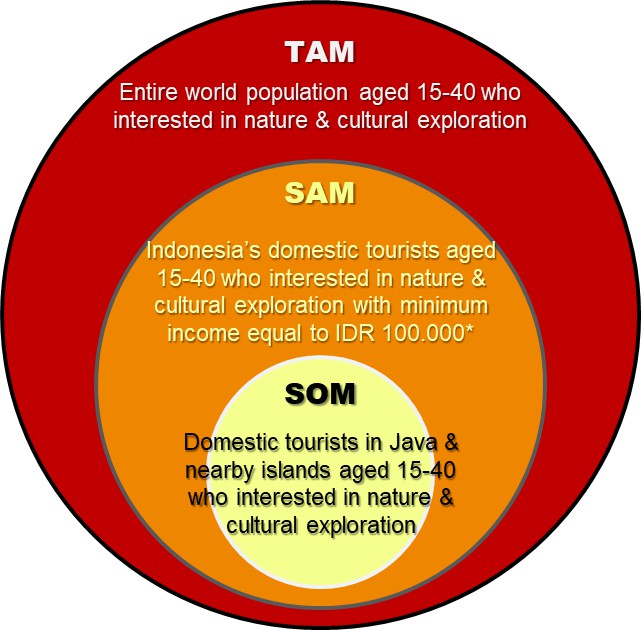 TAM
Entire world population aged 15-40 who
interested in nature & cultural exploration
SAM
Indonesia's domestic tourists aged
15-40 who interested in nature &
cultural exploration with minimum
income equal to IDR 100.000*
SOM
Domestic tourists in Java &
nearby islands aged 15-40
who interested in nature &
cultural exploration